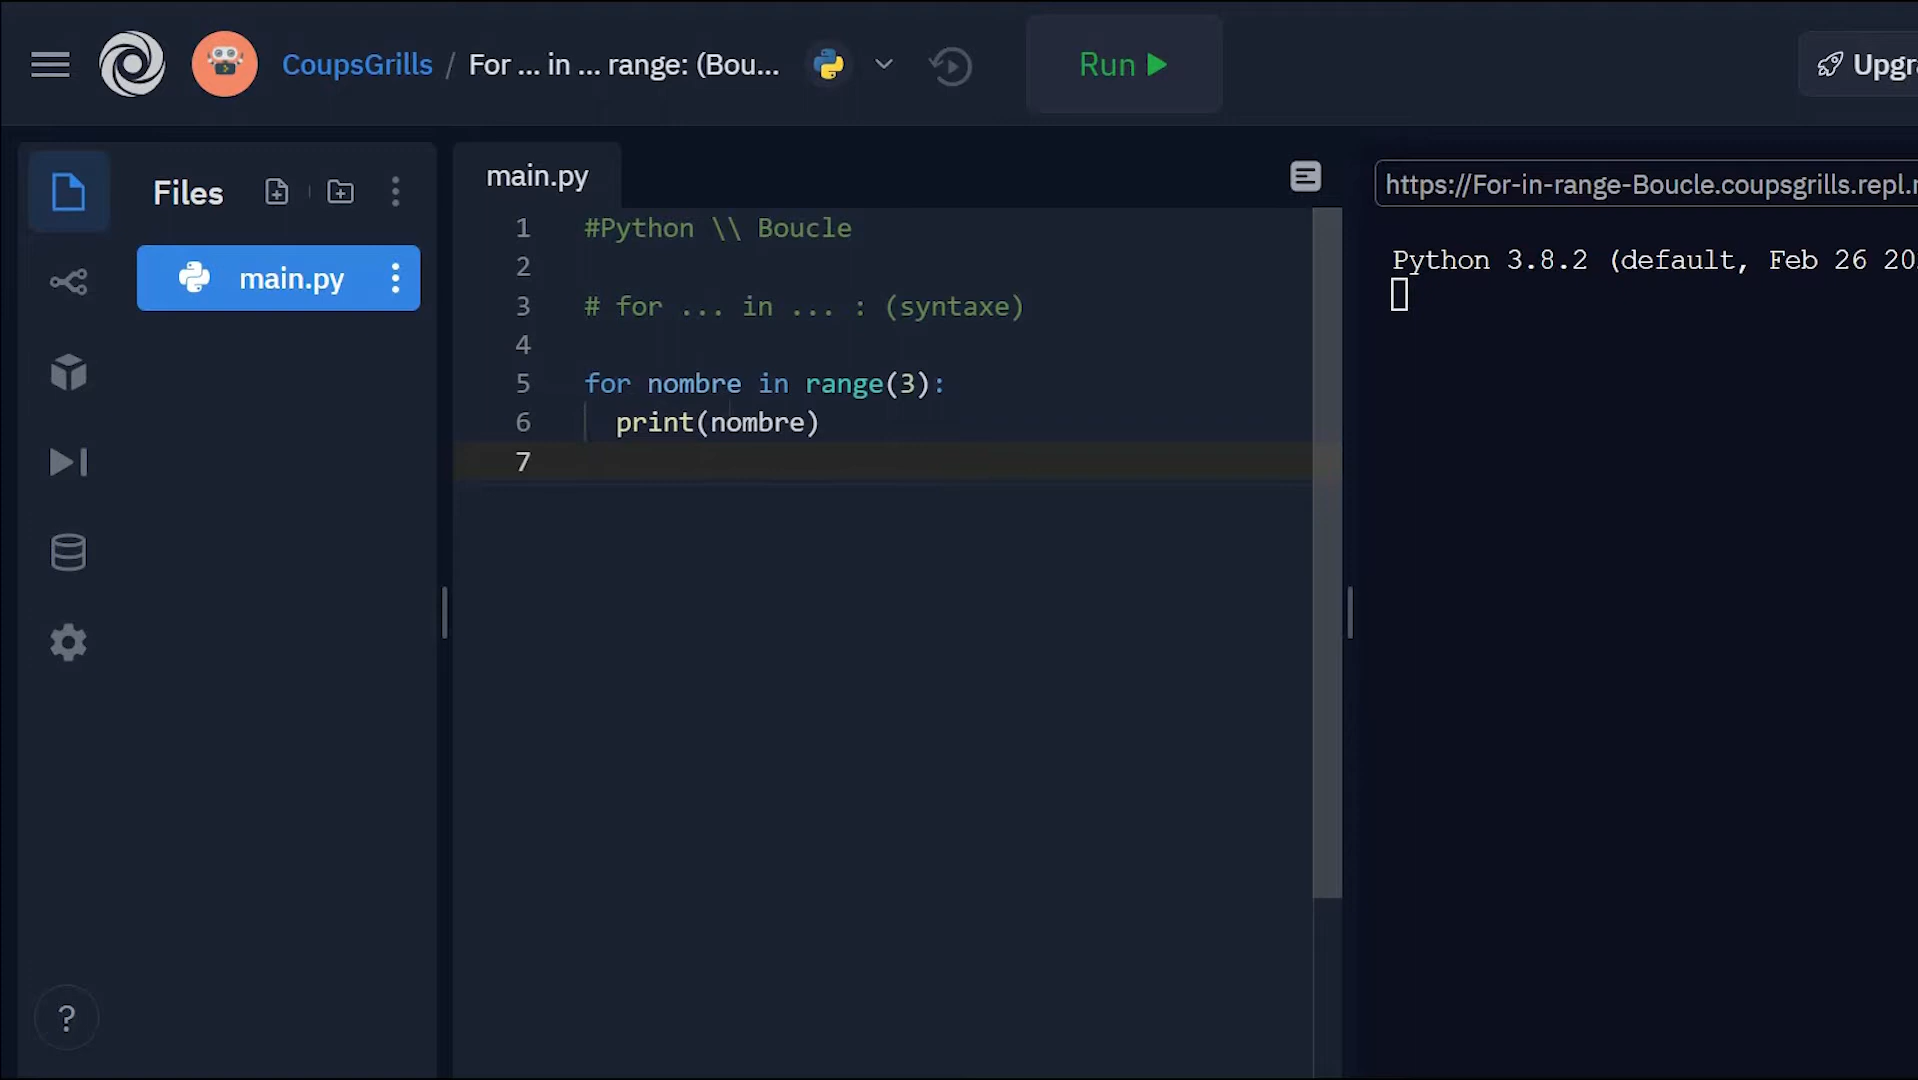 CoupsGrills / For ... in ... range: (Bou...
Run
Upgr
Files
main.py
main.py
1 #Python \\ Boucle
2
3 # for ... in ... : (syntaxe)
4
5 for nombre in range(3):
6 print(nombre)
7
https://For-in-range-Boucle.coupsgrills.repl.r
Python 3.8.2 (default, Feb 26 20
?